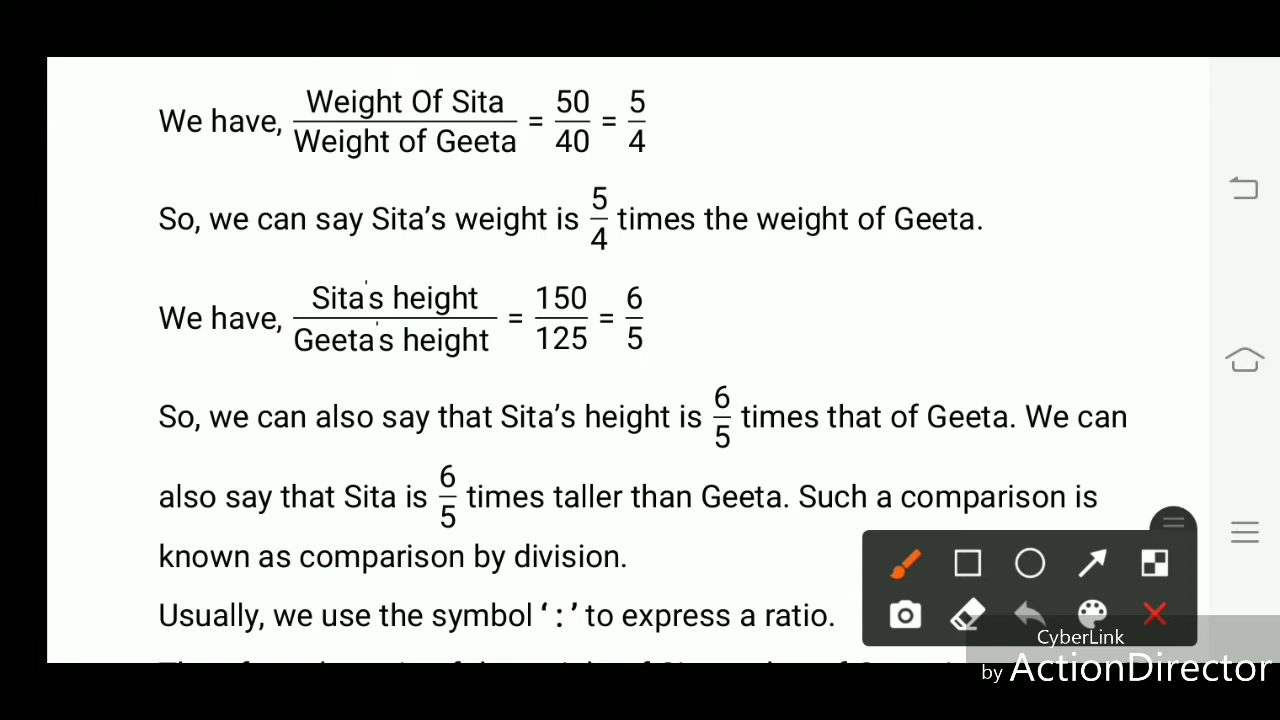 We have, Weight Of Sita / Weight of Geeta = 50/40 = 5/4
So, we can say Sita’s weight is 5/4 times the weight of Geeta.
We have, Sita's height / Geeta's height = 150/125 = 6/5
So, we can also say that Sita’s height is 6/5 times that of Geeta. We can
also say that Sita is 6/5 times taller than Geeta. Such a comparison is
known as comparison by division.
Usually, we use the symbol ‘ : ’ to express a ratio.
CyberLink
by ActionDirector